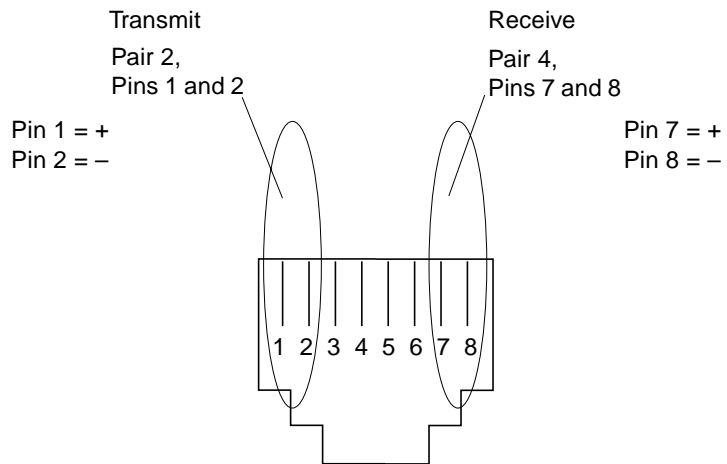 Transmit
Pair 2,
Pins 1 and 2
Receive
Pair 4,
Pins 7 and 8
Pin 1 = +
Pin 2 = –
Pin 7 = +
Pin 8 = –
1 2 3 4 5 6 7 8